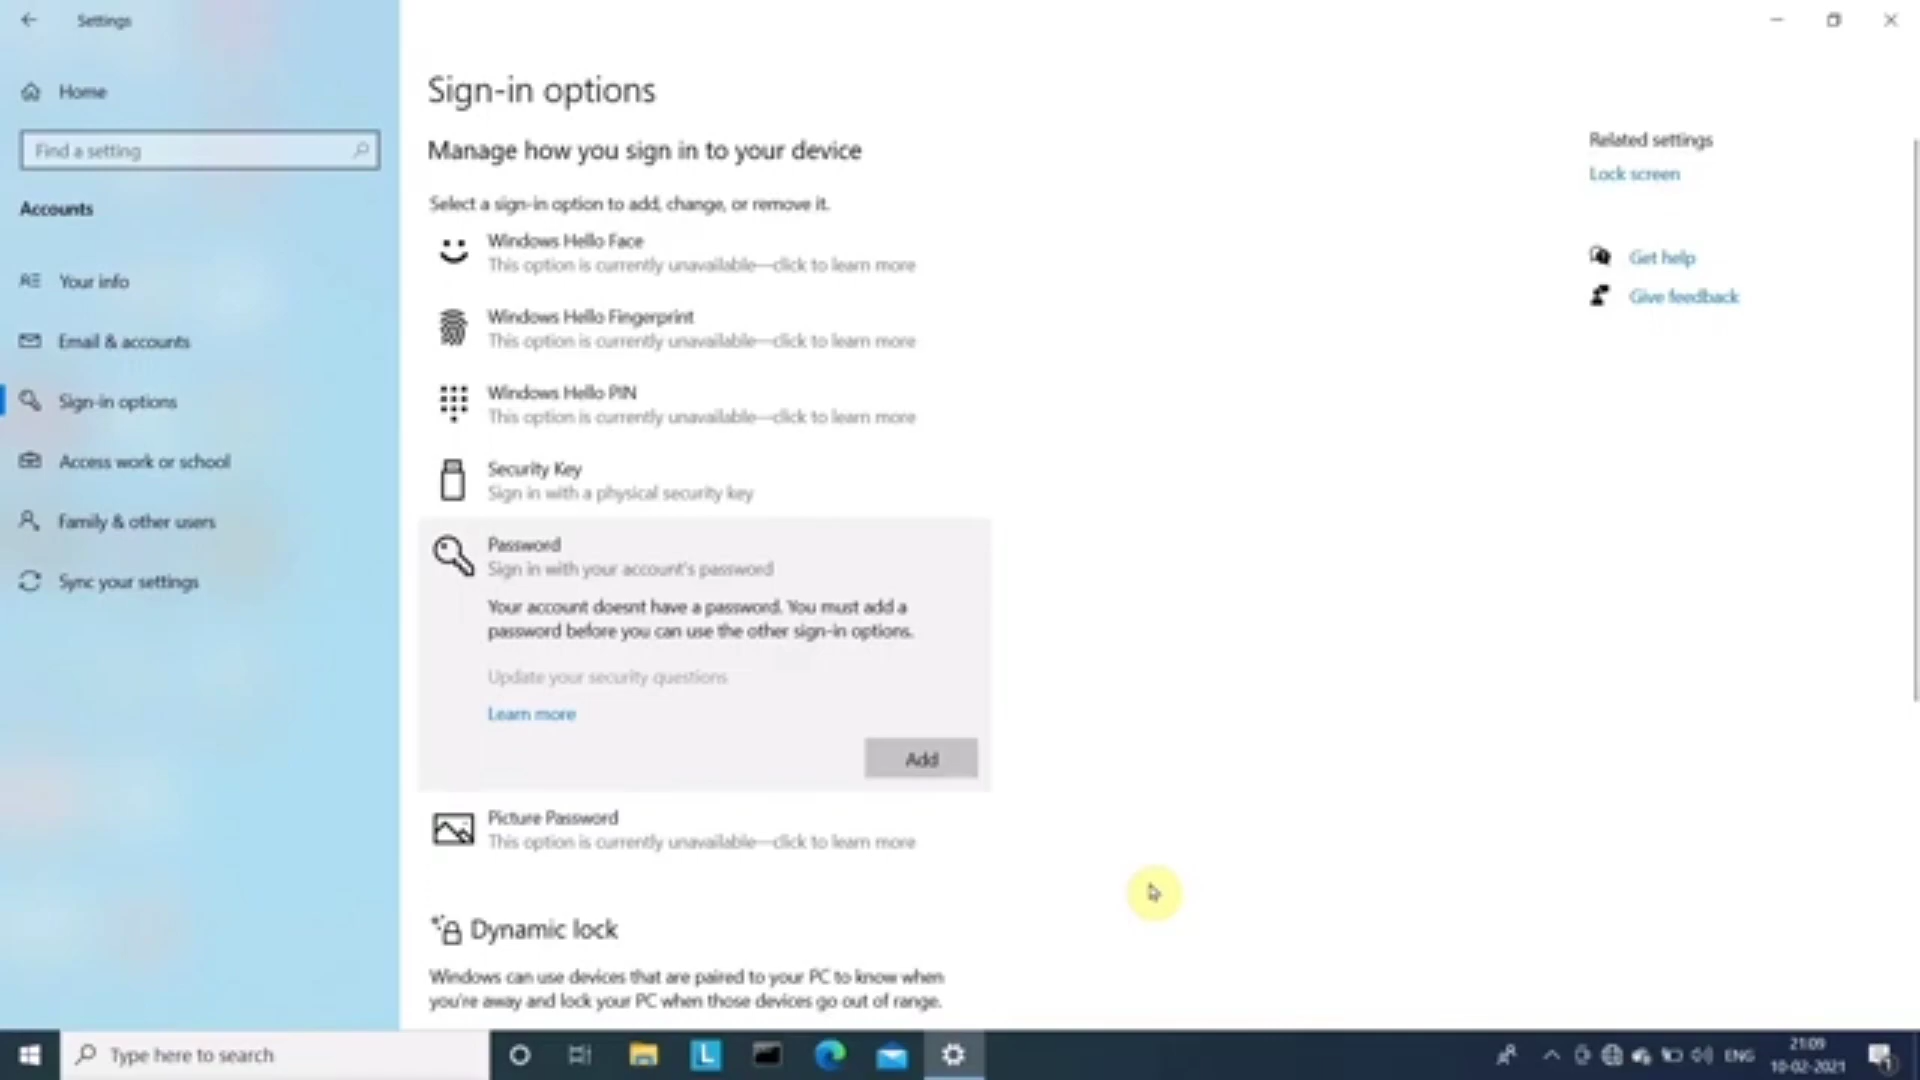 Settings
Home
Find a setting
Accounts
Your info
Email & accounts
Sign-in options
Access work or school
Family & other users
Sync your settings
Sign-in options
Manage how you sign in to your device
Select a sign-in option to add, change, or remove it.
Windows Hello Face
This option is currently unavailable—click to learn more
Windows Hello Fingerprint
This option is currently unavailable—click to learn more
Windows Hello PIN
This option is currently unavailable—click to learn more
Security Key
Sign in with a physical security key
Password
Sign in with your account's password
Your account doesnt have a password. You must add a
password before you can use the other sign-in options.
Update your security questions
Learn more
Add
Picture Password
This option is currently unavailable—click to learn more
Dynamic lock
Windows can use devices that are paired to your PC to know when
you're away and lock your PC when those devices go out of range.
Related settings
Lock screen
Get help
Give feedback
Type here to search
L
ENG
21:09
10-02-2021
1